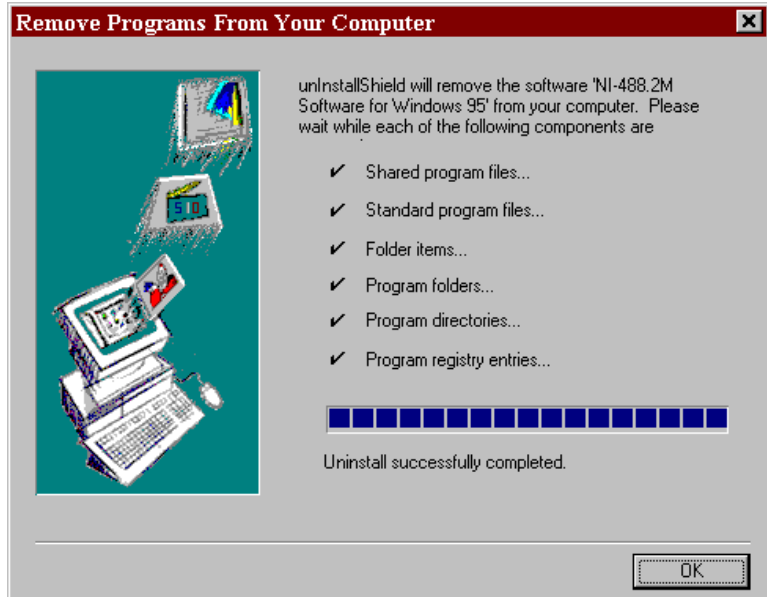 Remove Programs From Your Computer
unInstallShield will remove the software 'NI-488.2M
Software for Windows 95' from your computer. Please
wait while each of the following components are
✔ Shared program files...
✔ Standard program files...
✔ Folder items...
✔ Program folders...
✔ Program directories...
✔ Program registry entries...
Uninstall successfully completed.
OK